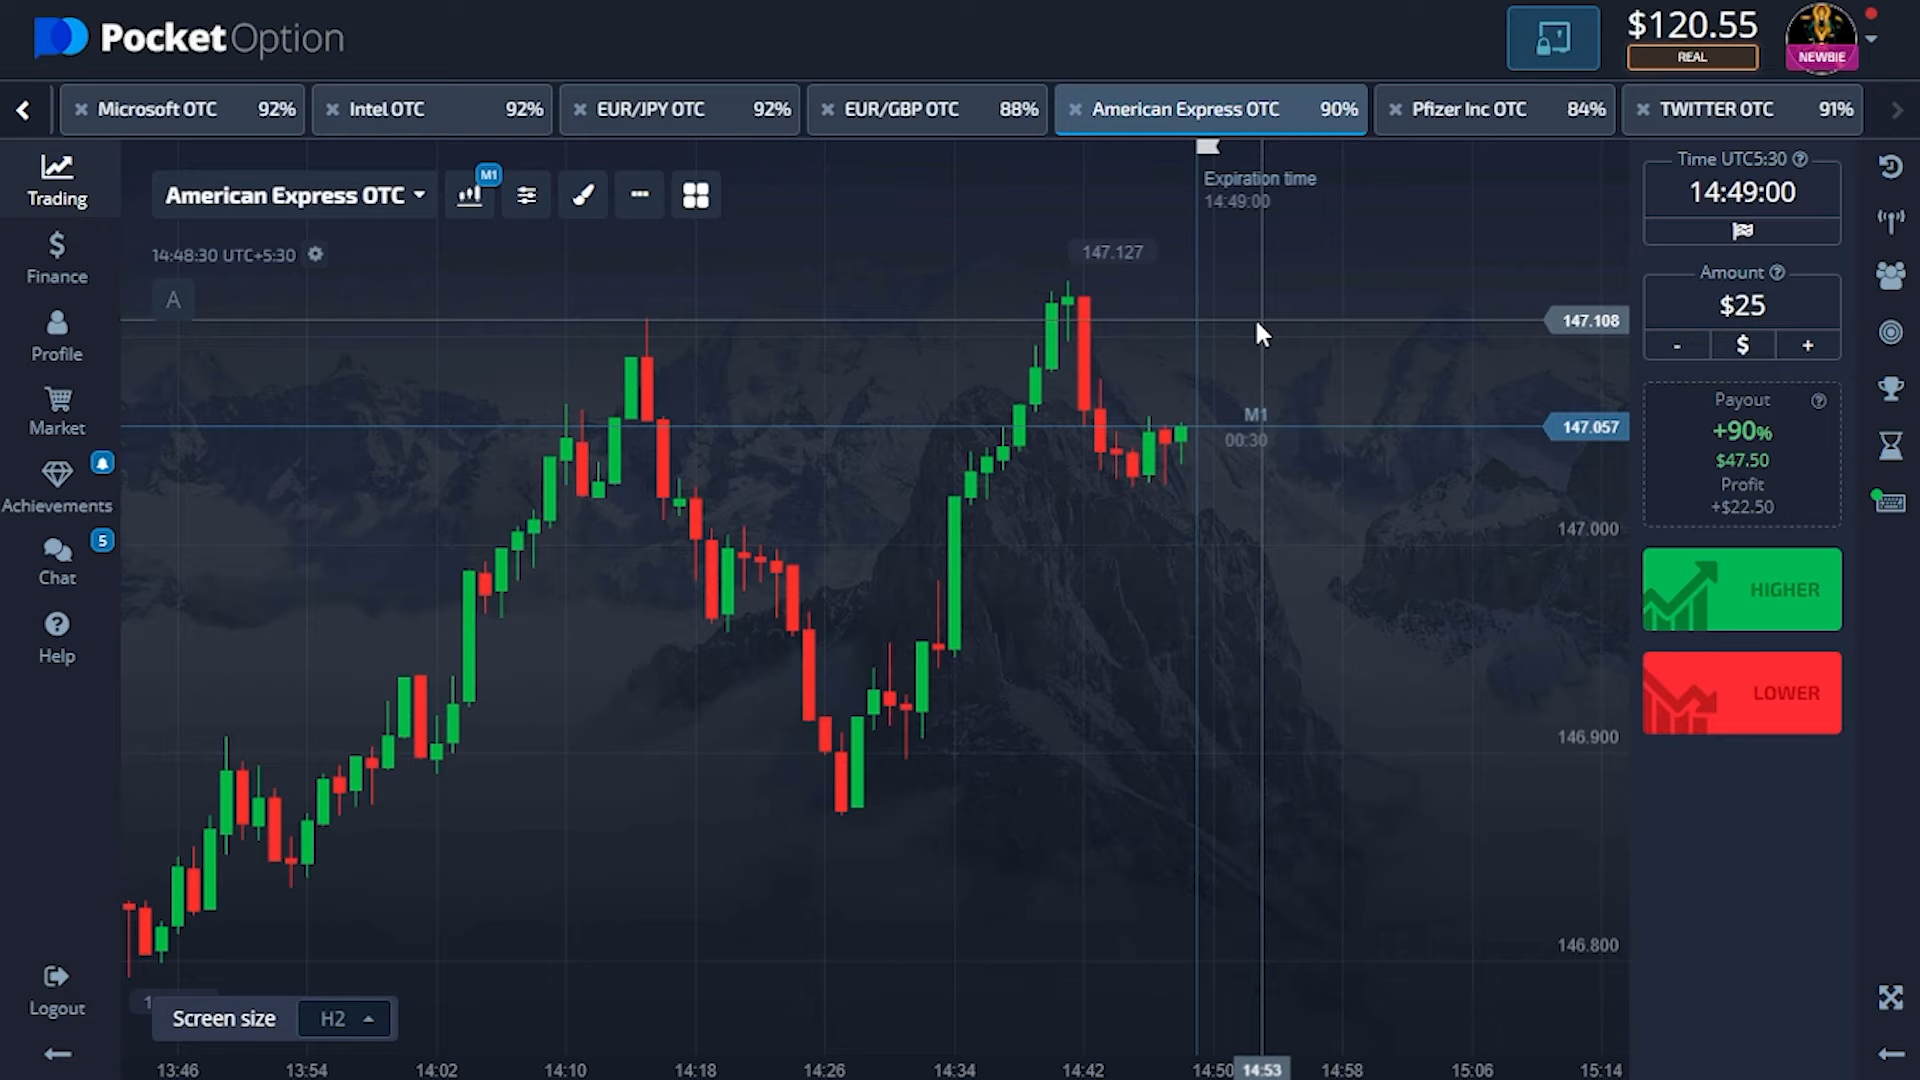 PocketOption
$120.55
REAL
NEWBIE
Microsoft OTC 92%
Intel OTC 92%
EUR/JPY OTC 92%
EUR/GBP OTC 88%
American Express OTC 90%
Pfizer Inc OTC 84%
TWITTER OTC 91%
Trading
Finance
Profile
Market
Achievements
5
Chat
Help
Logout
American Express OTC
M1
14:48:30 UTC+5:30
A
Expiration time
14:49:00
147.127
147.108
M1
00:30
147.057
147.000
146.900
146.800
Screen size H2
13:46 13:54 14:02 14:10 14:18 14:26 14:34 14:42 14:50 14:53 14:58 15:06 15:14
Time UTC5:30
14:49:00
Amount
$25
- $ +
Payout
+90%
$47.50
Profit
+$22.50
HIGHER
LOWER